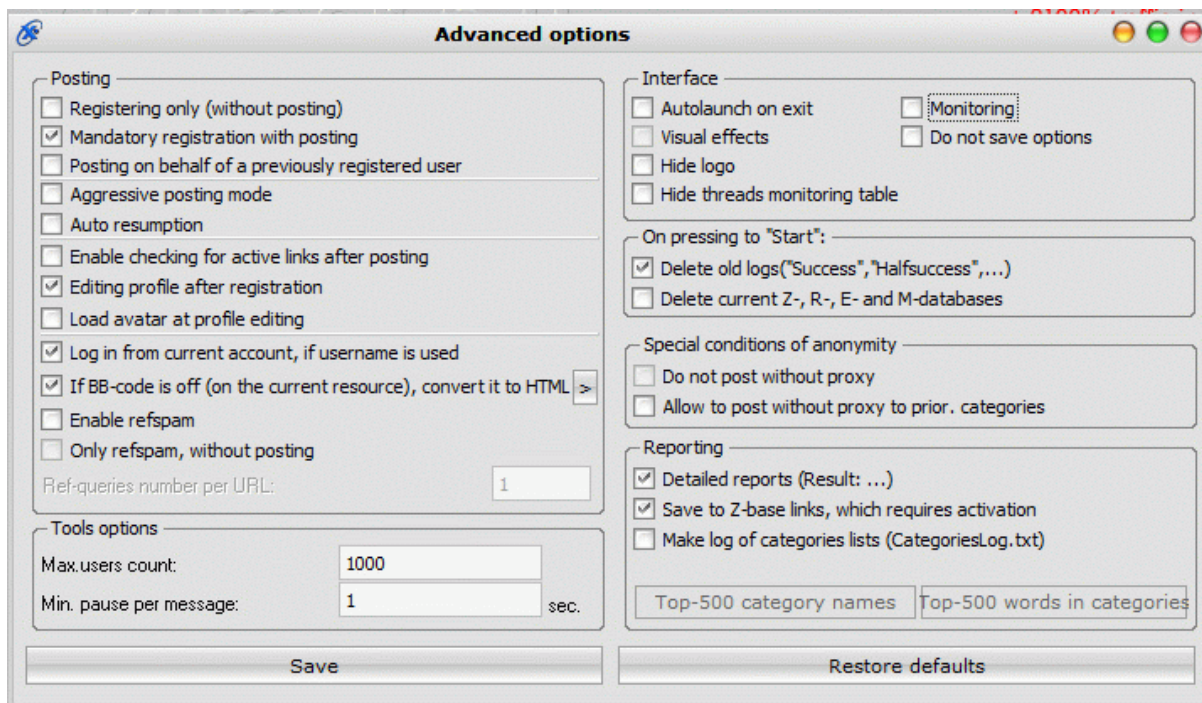 Advanced options
Posting
Registering only (without posting)
Mandatory registration with posting
Posting on behalf of a previously registered user
Aggressive posting mode
Auto resumption
Enable checking for active links after posting
Editing profile after registration
Load avatar at profile editing
Log in from current account, if username is used
If BB-code is off (on the current resource), convert it to HTML >
Enable refspam
Only refspam, without posting
Ref-queries number per URL: 1
Tools options
Max.users count: 1000
Min. pause per message: 1 sec.
Save
Interface
Autolaunch on exit Monitoring
Visual effects Do not save options
Hide logo
Hide threads monitoring table
On pressing to "Start":
Delete old logs("Success","Halfsuccess",...)
Delete current Z-, R-, E- and M-databases
Special conditions of anonymity
Do not post without proxy
Allow to post without proxy to prior. categories
Reporting
Detailed reports (Result: ...)
Save to Z-base links, which requires activation
Make log of categories lists (CategoriesLog.txt)
Top-500 category names Top-500 words in categories
Restore defaults